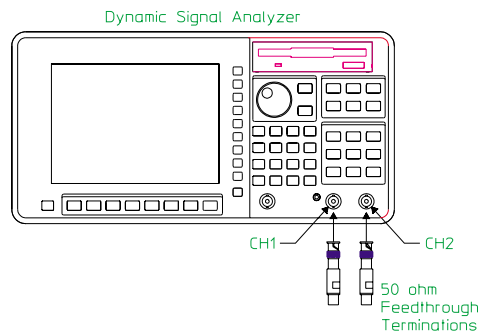 Dynamic Signal Analyzer
CH1
CH2
50 ohm
Feedthrough
Terminations